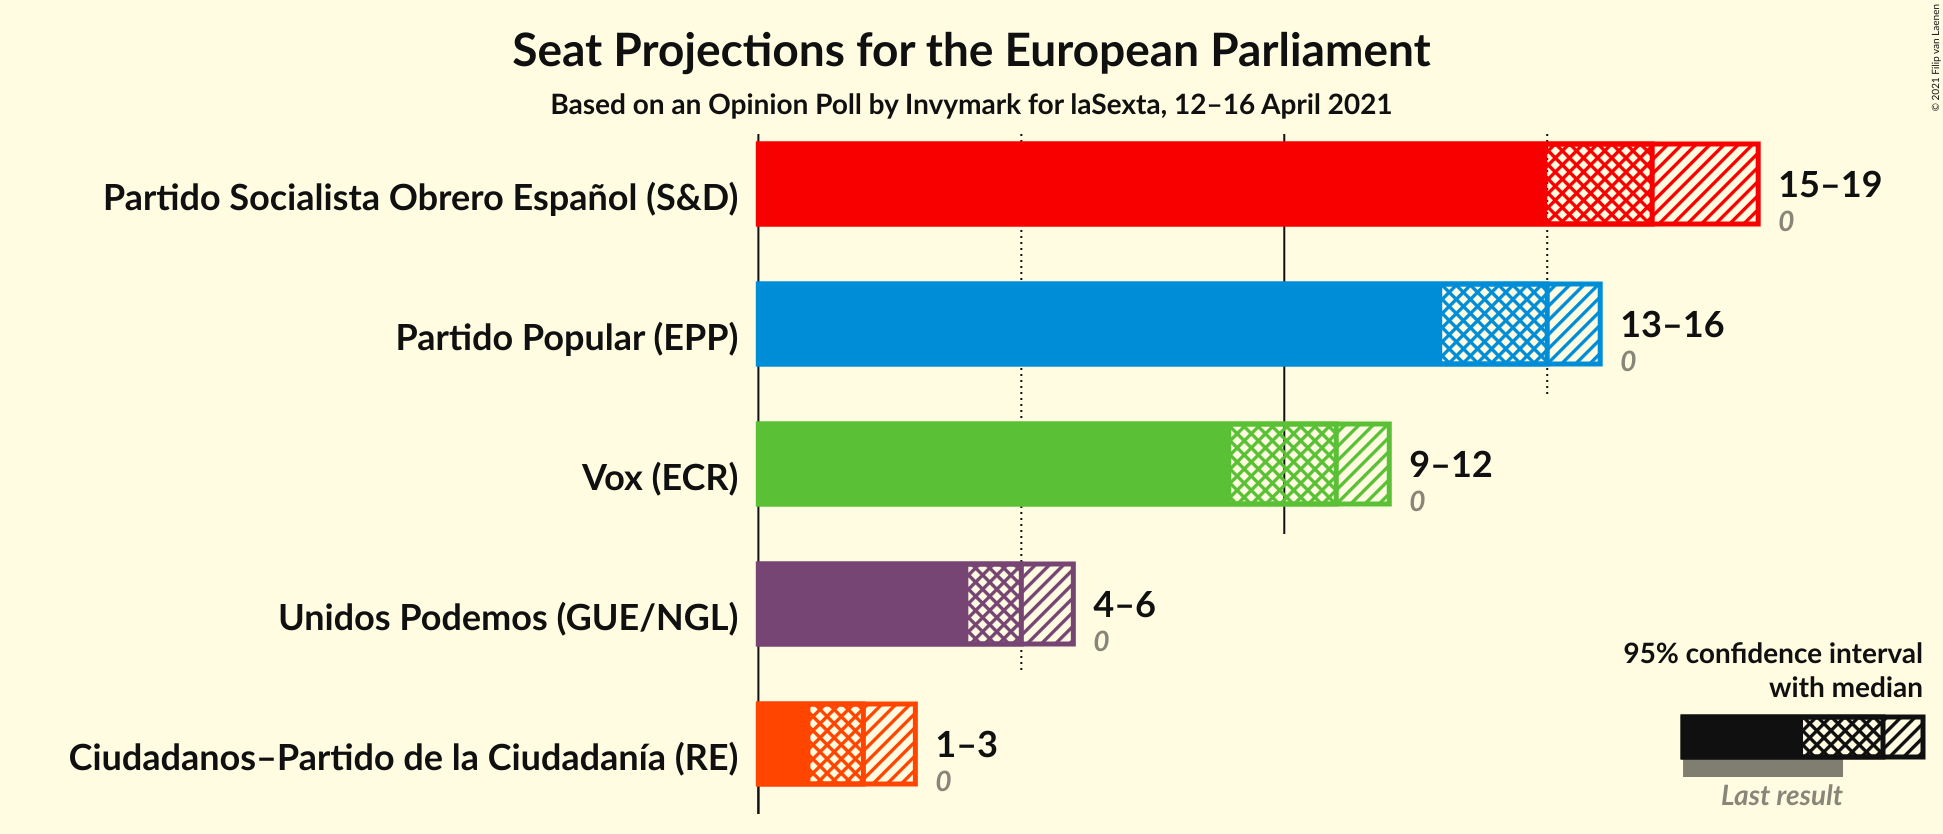 Seat Projections for the European Parliament
Based on an Opinion Poll by Invymark for laSexta, 12–16 April 2021
© 2021 Filip van Laenen
Partido Socialista Obrero Español (S&D)
15–19
0
Partido Popular (EPP)
13–16
0
Vox (ECR)
9–12
0
Unidos Podemos (GUE/NGL)
4–6
0
Ciudadanos–Partido de la Ciudadanía (RE)
1–3
0
95% confidence interval
with median
Last result